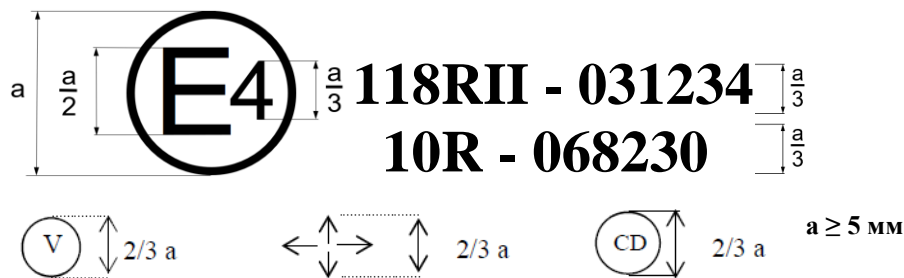 a a/2 E4 a/3 118RII - 031234 a/3
10R - 068230 a/3
V 2/3 a 2/3 a CD 2/3 a a ≥ 5 мм